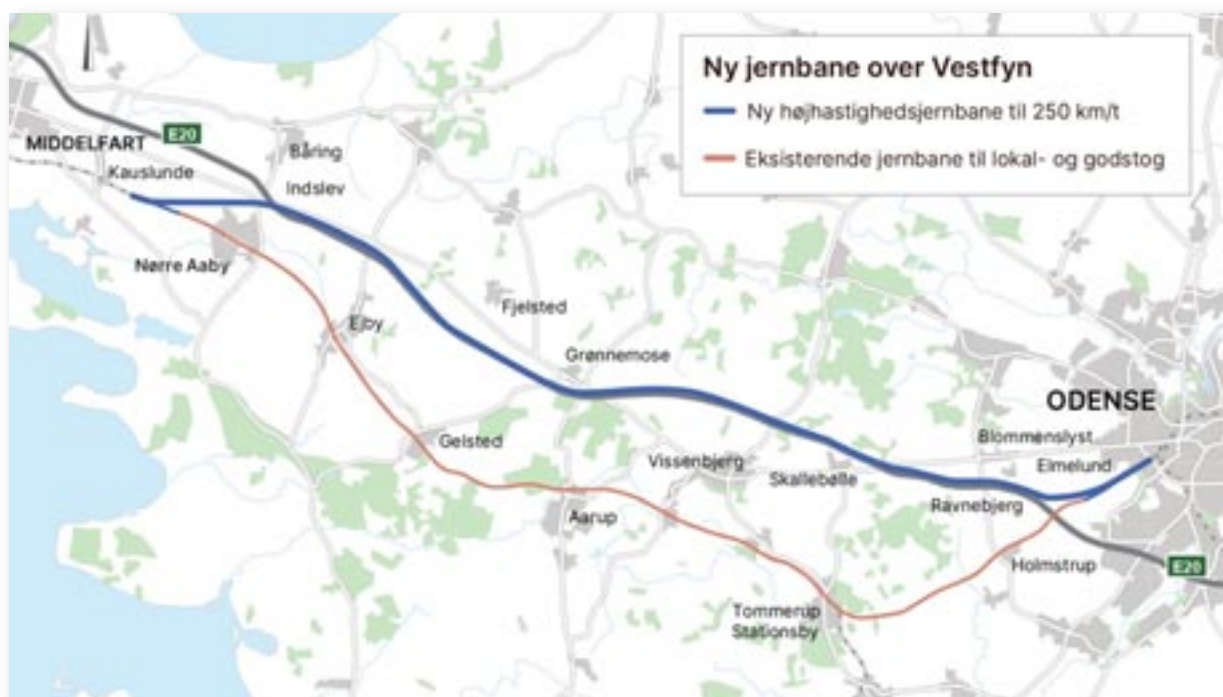 Ny jernbane over Vestfyn
Ny højhastighedsjernbane til 250 km/t
Eksisterende jernbane til lokal- og godstog
E20
MIDDELFART
Båring
Kauslunde
Indslev
Nørre Aaby
Fjelsted
Ejby
Grønnemose
ODENSE
Gelsted
Blommenslyst
Vissenbjerg
Elmelund
Skallebølle
Ravnebjerg
Aarup
Holmstrup
E20
Tommerup
Stationsby